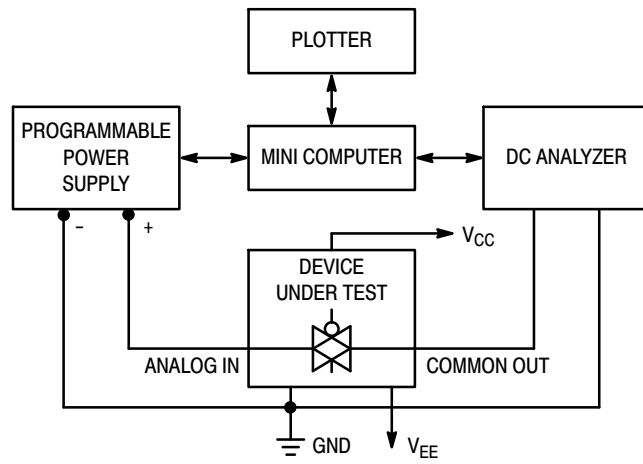 PLOTTER
PROGRAMMABLE
POWER
SUPPLY
MINI COMPUTER
DC ANALYZER
–
+
VCC
DEVICE
UNDER TEST
ANALOG IN
COMMON OUT
GND
VEE